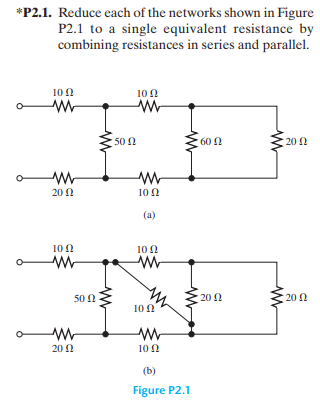 *P2.1. Reduce each of the networks shown in Figure
P2.1 to a single equivalent resistance by
combining resistances in series and parallel.
10 Ω 10 Ω
50 Ω 60 Ω 20 Ω
20 Ω 10 Ω
(a)
10 Ω 10 Ω
50 Ω 10 Ω 20 Ω 20 Ω
20 Ω 10 Ω
(b)
Figure P2.1